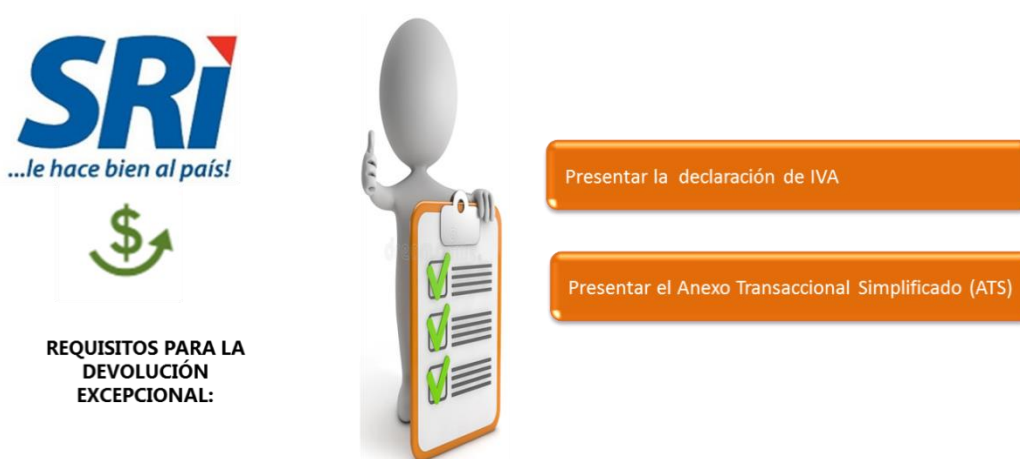 SRi
...le hace bien al país!
$
REQUISITOS PARA LA
DEVOLUCIÓN
EXCEPCIONAL:
Presentar la declaración de IVA
Presentar el Anexo Transaccional Simplificado (ATS)